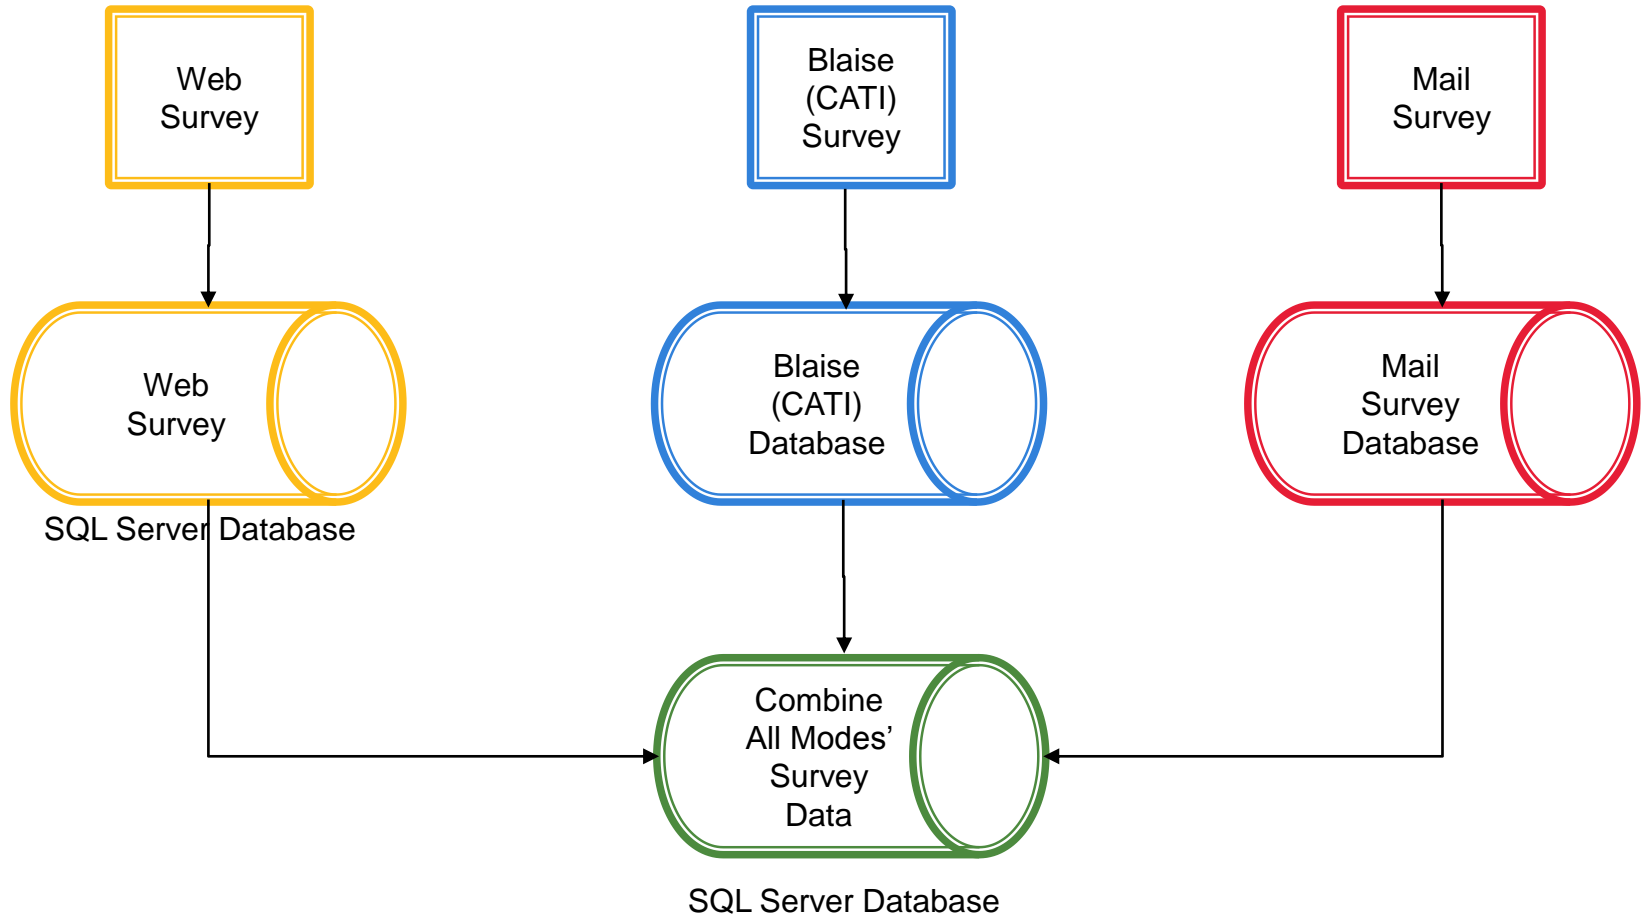 Web
Survey
Blaise
(CATI)
Survey
Mail
Survey
Web
Survey
Blaise
(CATI)
Database
Mail
Survey
Database
SQL Server Database
Combine
All Modes’
Survey
Data
SQL Server Database